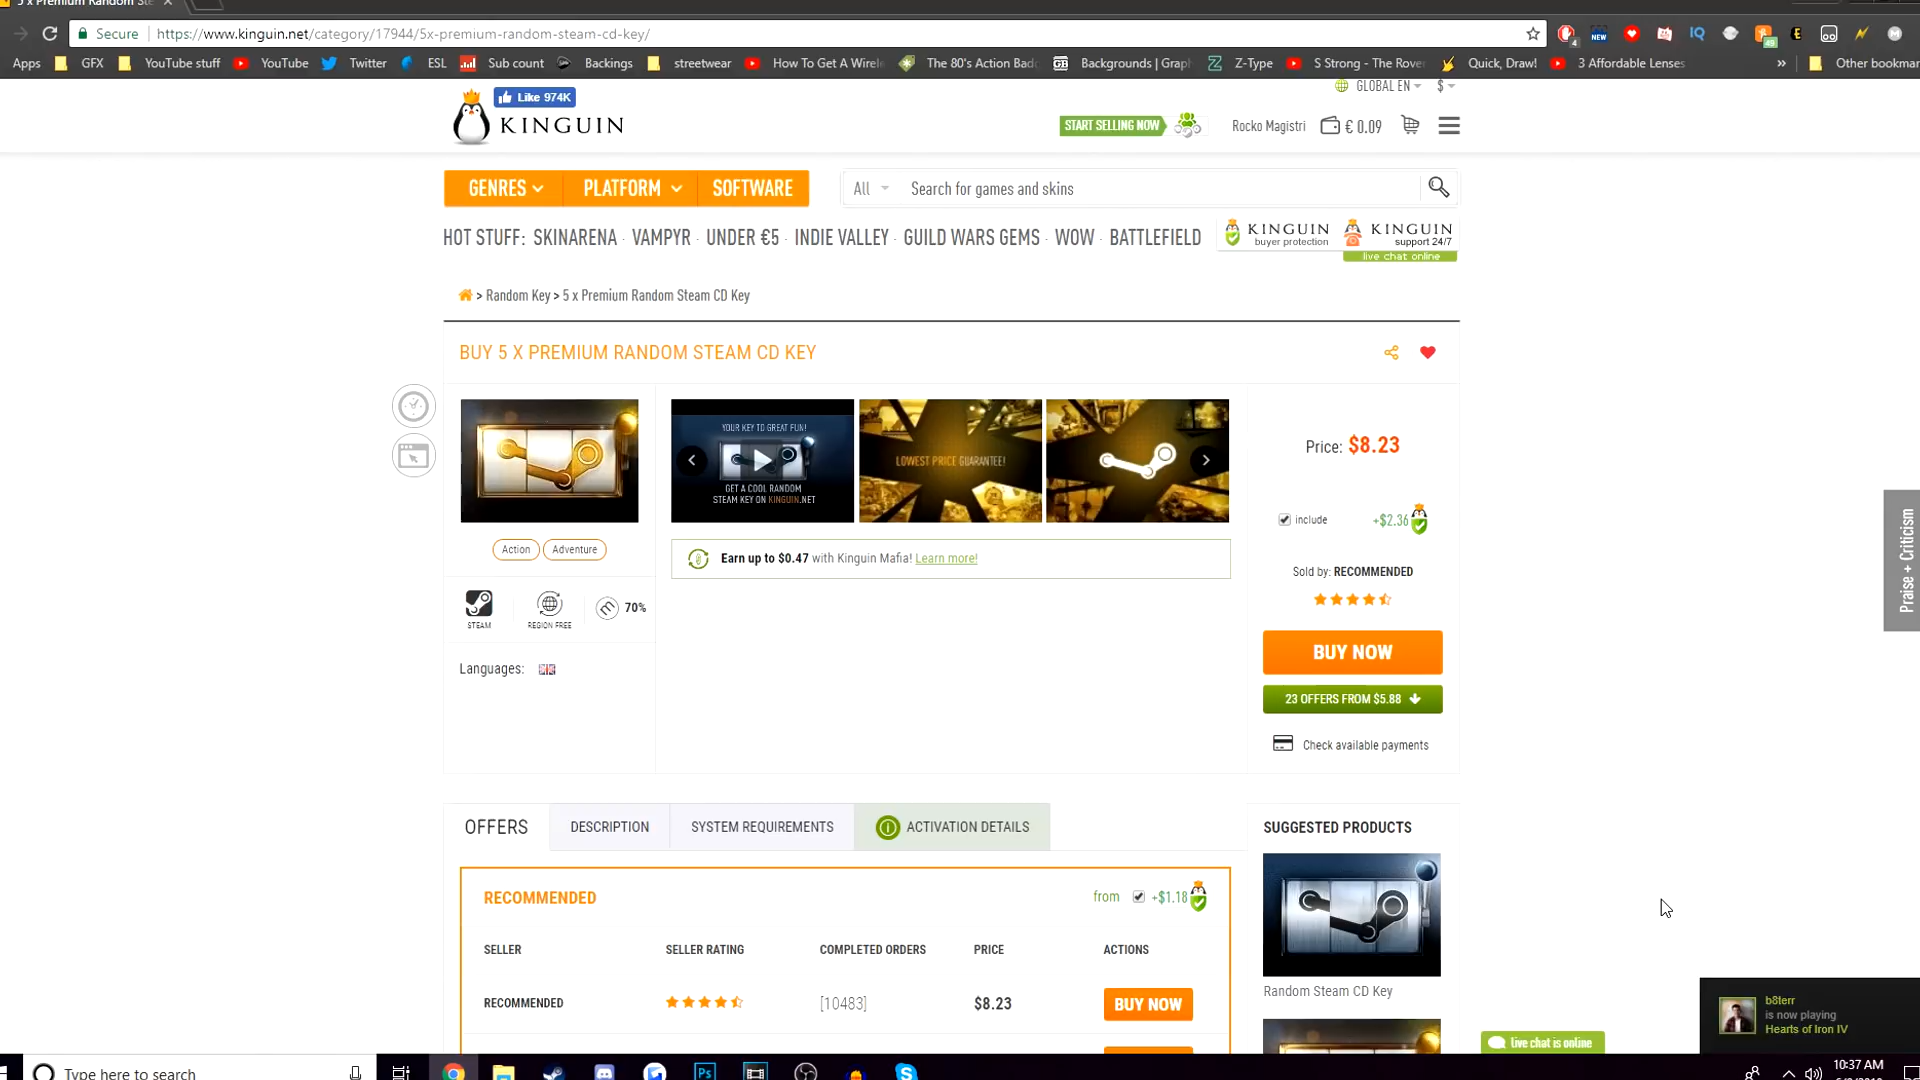 5 x Premium Random Ste
Secure https://www.kinguin.net/category/17944/5x-premium-random-steam-cd-key/
4 NEW IQ 49
Apps GFX YouTube stuff YouTube Twitter ESL Sub count Backings streetwear How To Get A Wirele The 80's Action Bad Backgrounds | Grap Z-Type S Strong - The Rover Quick, Draw! 3 Affordable Lenses » Other bookmar
Like 974K
KINGUIN
GLOBAL EN $
START SELLING NOW Rocko Magistri € 0.09
GENRES PLATFORM SOFTWARE All Search for games and skins
HOT STUFF: SKINARENA · VAMPYR · UNDER €5 · INDIE VALLEY · GUILD WARS GEMS · WOW · BATTLEFIELD
KINGUIN buyer protection
KINGUIN support 24/7
live chat online
> Random Key > 5 x Premium Random Steam CD Key
BUY 5 X PREMIUM RANDOM STEAM CD KEY
YOUR KEY TO GREAT FUN!
GET A COOL RANDOM
STEAM KEY ON KINGUIN.NET
LOWEST PRICE GUARANTEE!
Price: $8.23
include +$2.36
Action Adventure
Earn up to $0.47 with Kinguin Mafia! Learn more!
Sold by: RECOMMENDED
STEAM REGION FREE 70%
Languages:
BUY NOW
23 OFFERS FROM $5.88
Check available payments
Praise + Criticism
OFFERS DESCRIPTION SYSTEM REQUIREMENTS ACTIVATION DETAILS
SUGGESTED PRODUCTS
RECOMMENDED from +$1.18
SELLER SELLER RATING COMPLETED ORDERS PRICE ACTIONS
RECOMMENDED [10483] $8.23 BUY NOW
Random Steam CD Key
b8terr
is now playing
Hearts of Iron IV
live chat is online
Type here to search
Ps
10:37 AM